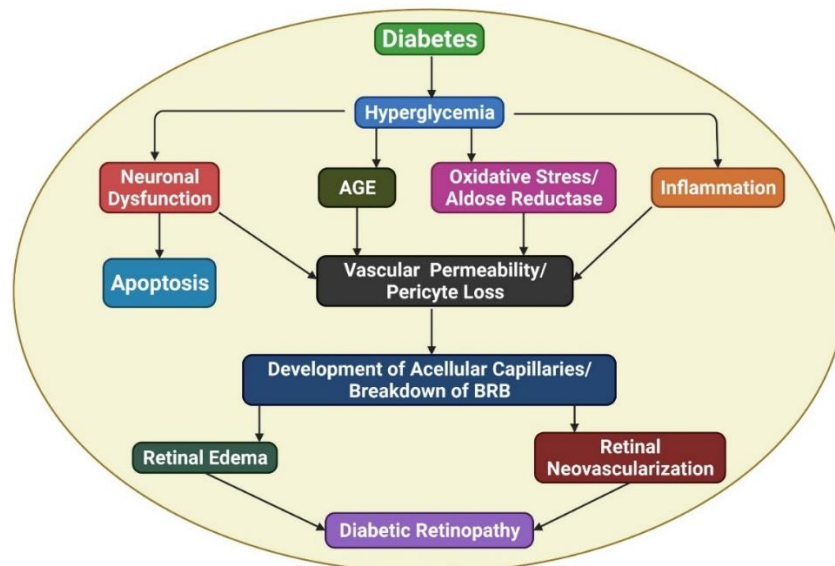 Diabetes
Hyperglycemia
Neuronal
Dysfunction
AGE
Oxidative Stress/
Aldose Reductase
Inflammation
Apoptosis
Vascular Permeability/
Pericyte Loss
Development of Acellular Capillaries/
Breakdown of BRB
Retinal Edema
Retinal
Neovascularization
Diabetic Retinopathy